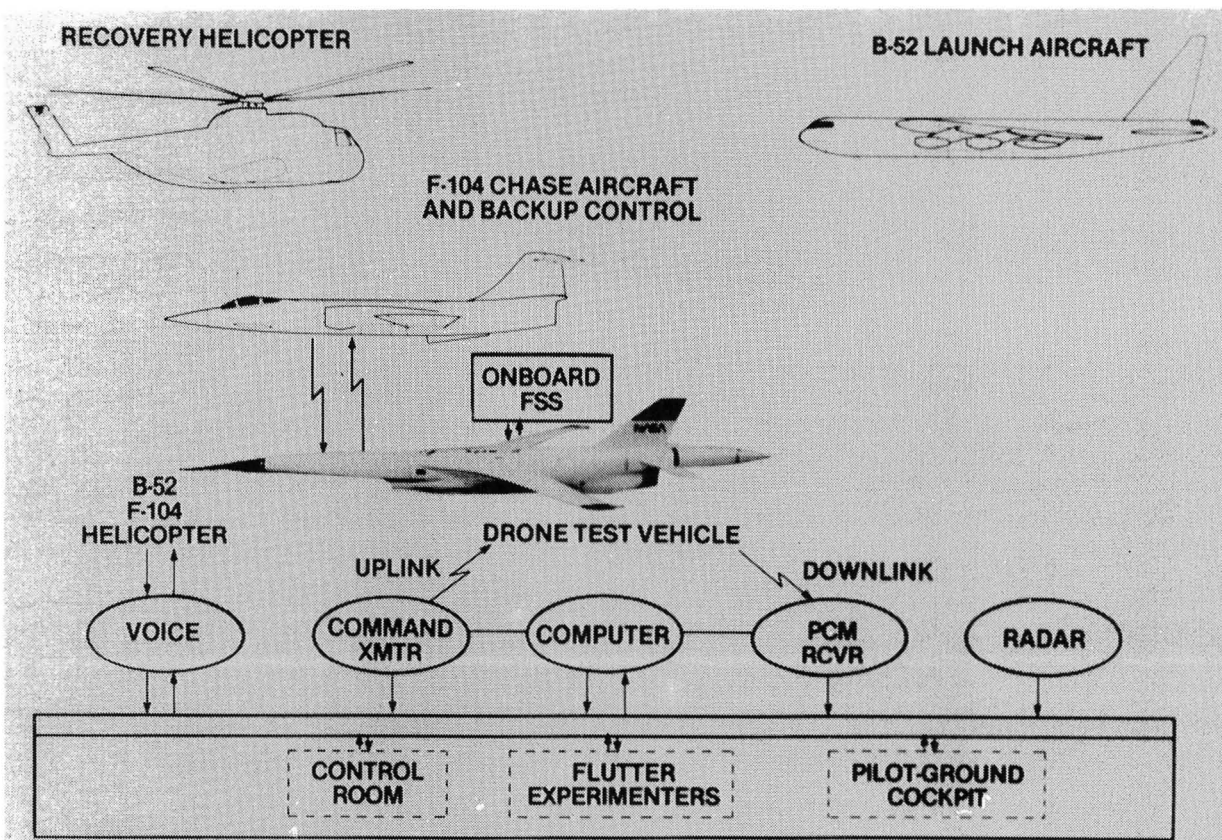 RECOVERY HELICOPTER
B-52 LAUNCH AIRCRAFT
F-104 CHASE AIRCRAFT
AND BACKUP CONTROL
ONBOARD
FSS
NASA
B-52
F-104
HELICOPTER
DRONE TEST VEHICLE
UPLINK
DOWNLINK
VOICE
COMMAND
XMTR
COMPUTER
PCM
RCVR
RADAR
CONTROL
ROOM
FLUTTER
EXPERIMENTERS
PILOT-GROUND
COCKPIT